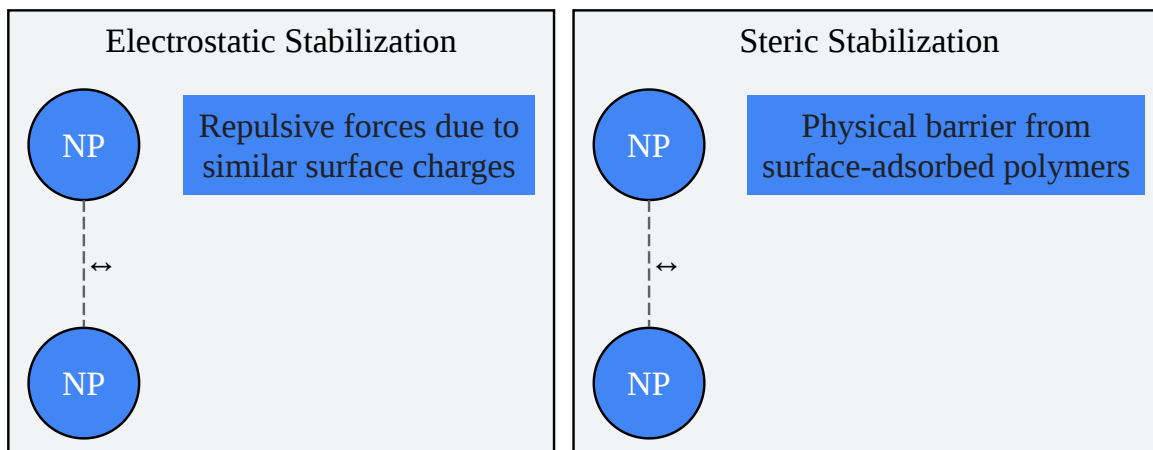 Electrostatic Stabilization
NP
Repulsive forces due to
similar surface charges
↔
NP
Steric Stabilization
NP
Physical barrier from
surface-adsorbed polymers
↔
NP